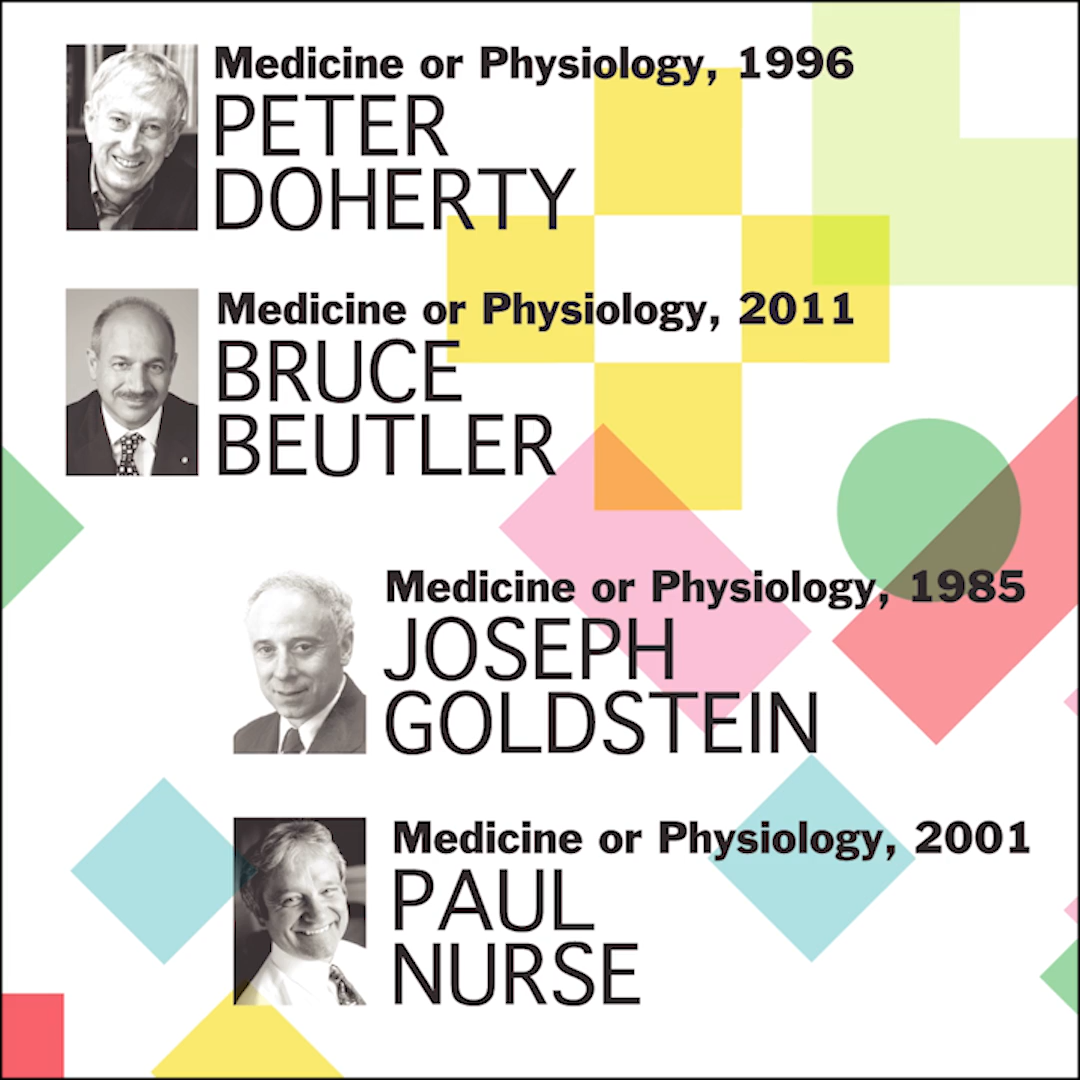 Medicine or Physiology, 1996
PETER
DOHERTY
Medicine or Physiology, 2011
BRUCE
BEUTLER
Medicine or Physiology, 1985
JOSEPH
GOLDSTEIN
Medicine or Physiology, 2001
PAUL
NURSE